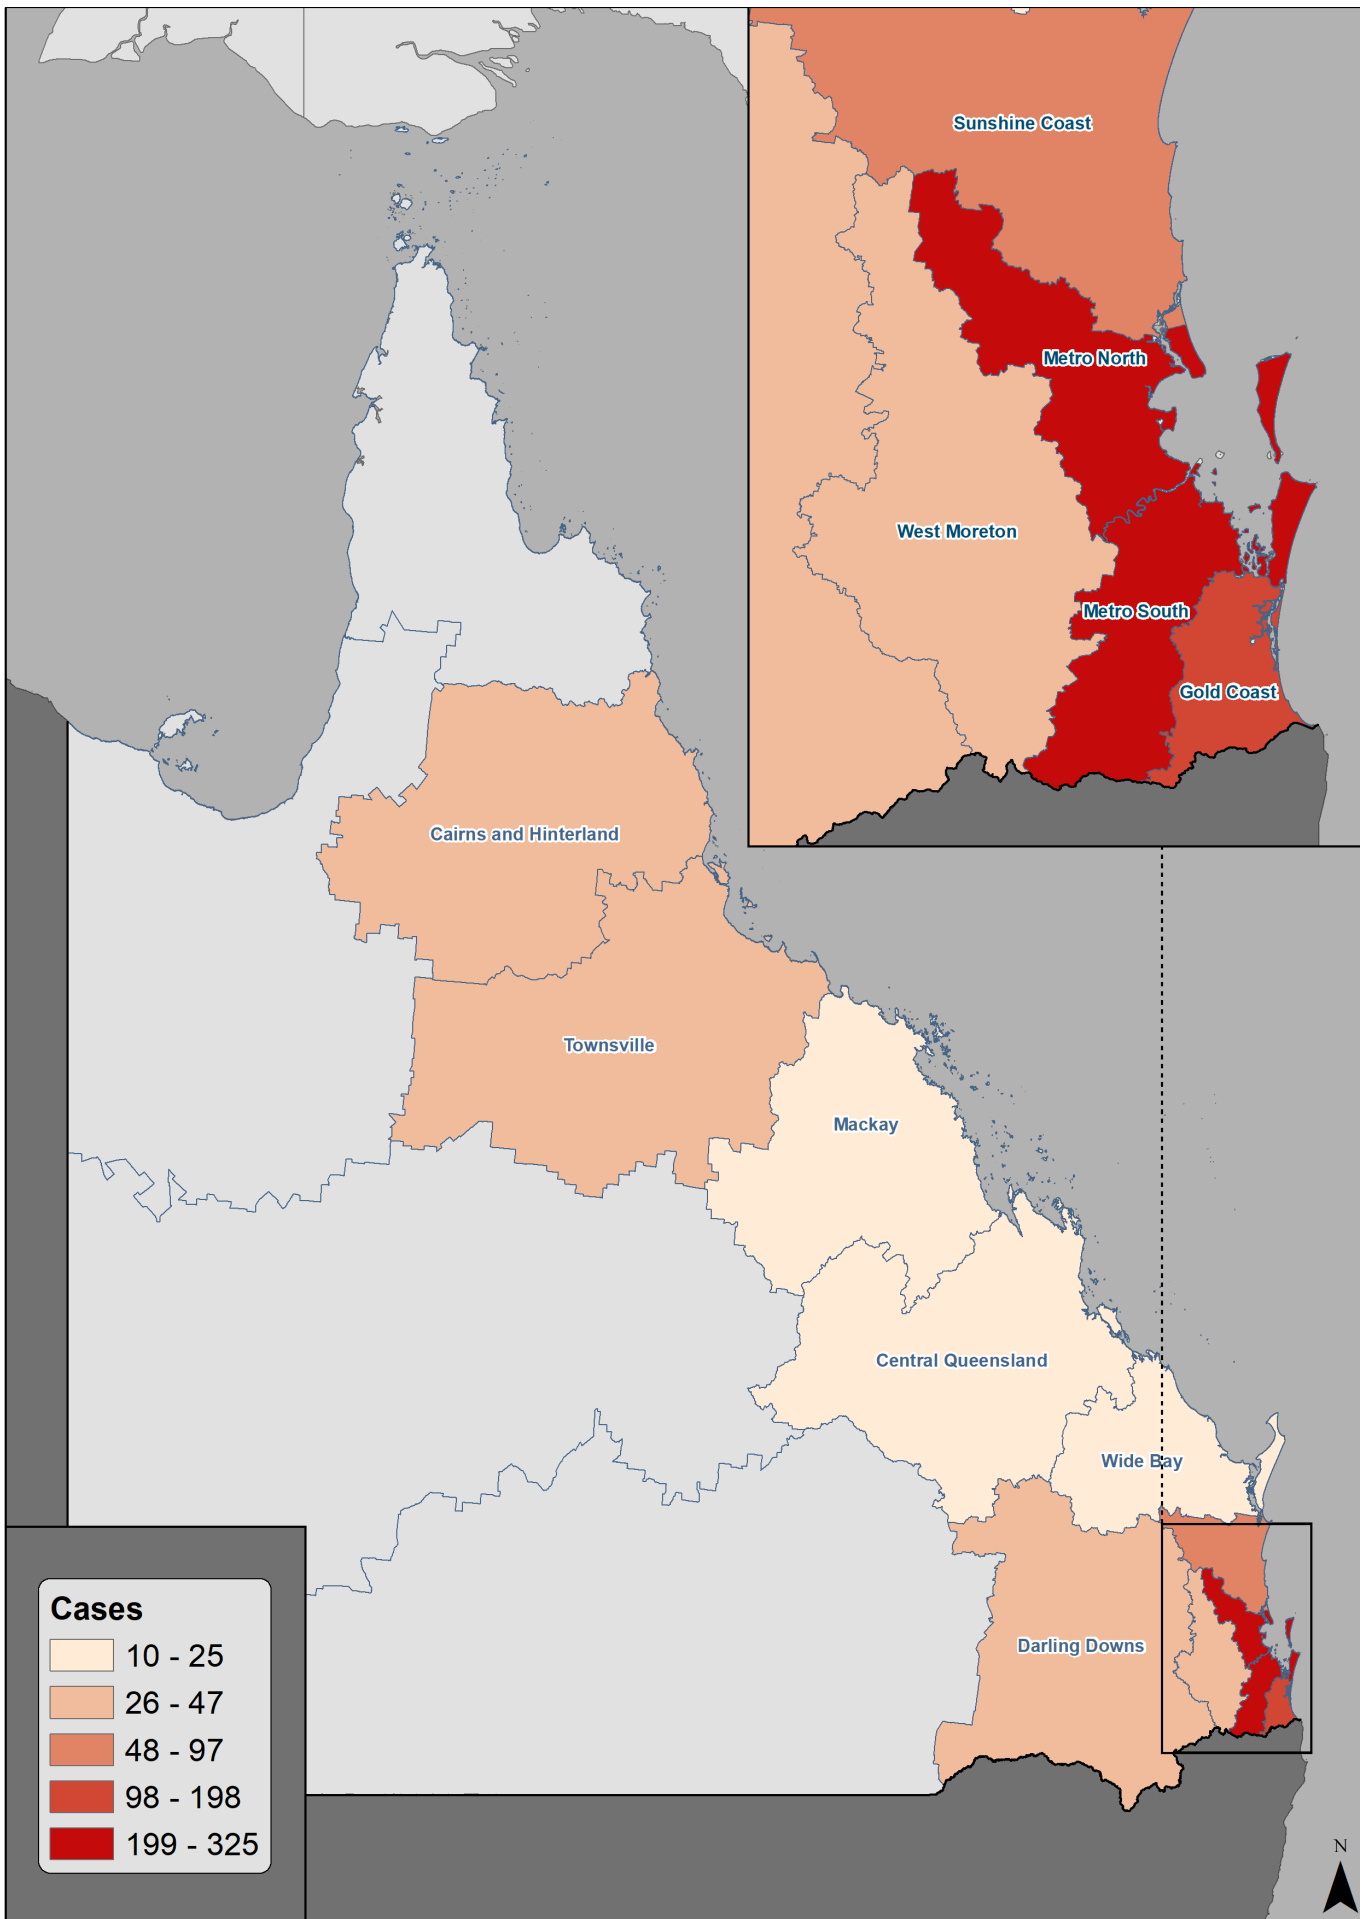 Sunshine Coast
Metro North
West Moreton
Metro South
Gold Coast
Cairns and Hinterland
Townsville
Mackay
Central Queensland
Wide Bay
Darling Downs
Cases
10 - 25
26 - 47
48 - 97
98 - 198
199 - 325
N